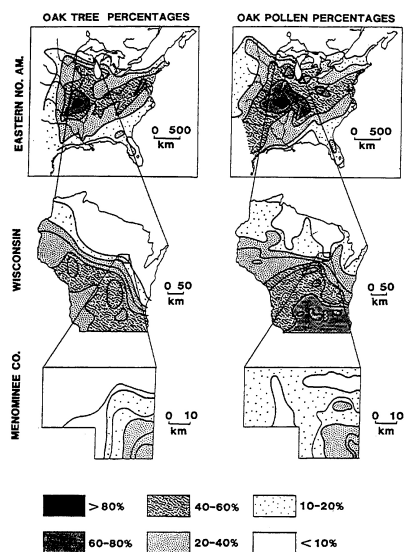 OAK TREE PERCENTAGES
OAK POLLEN PERCENTAGES
EASTERN NO. AM.
0 500
km
0 500
km
WISCONSIN
0 50
km
0 50
km
MENOMINEE CO.
0 10
km
0 10
km
>80%
40-60%
10-20%
60-80%
20-40%
<10%